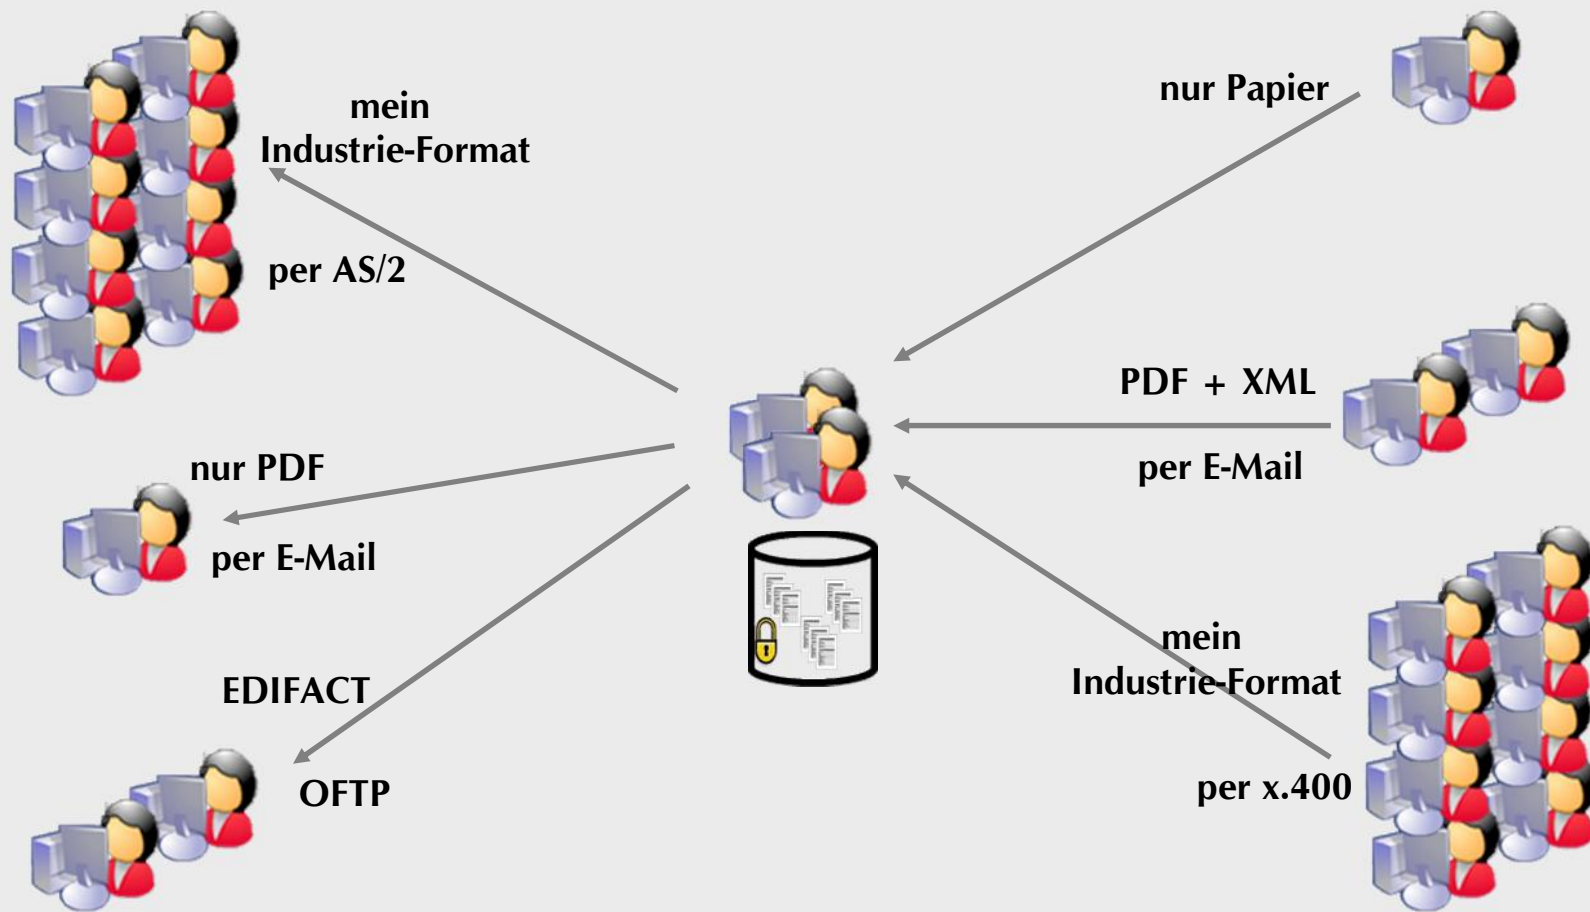 mein
Industrie-Format
per AS/2
nur PDF
per E-Mail
EDIFACT
OFTP
nur Papier
PDF + XML
per E-Mail
mein
Industrie-Format
per x.400